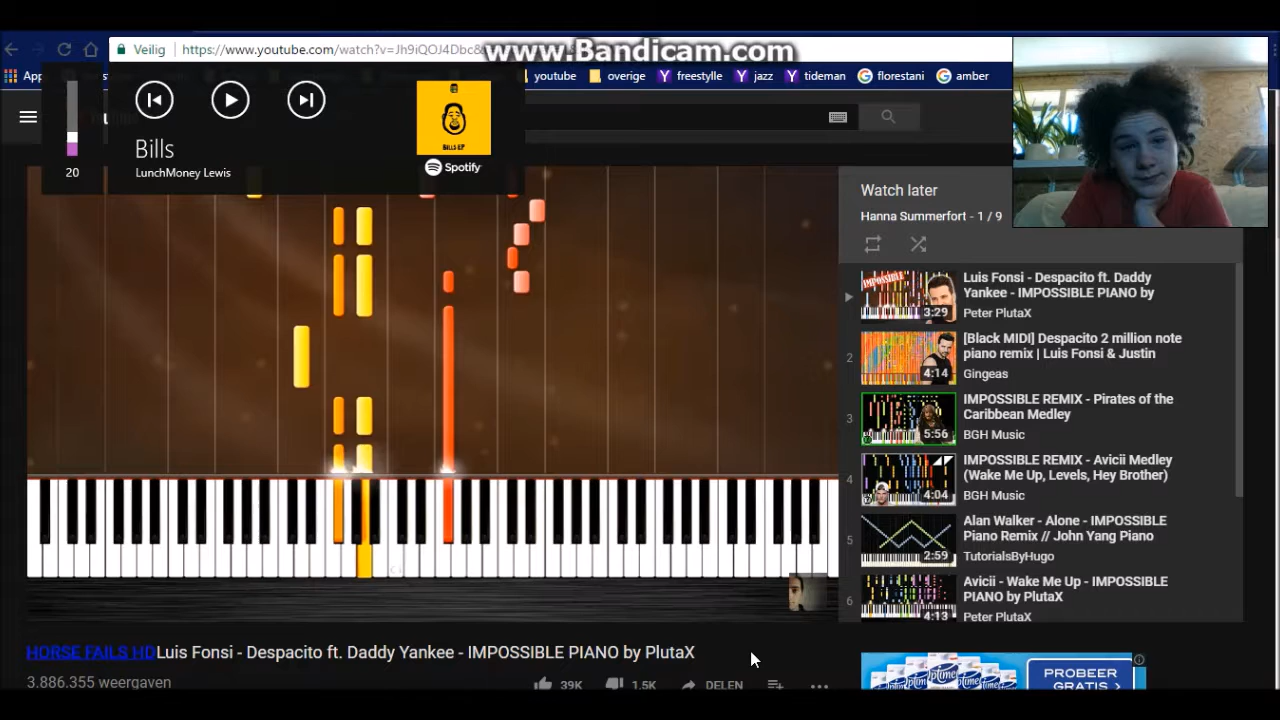 www.Bandicam.com
Veilig
https://www.youtube.com/watch?v=Jh9iQOJ4Dbc&
App
youtube
overige
freestylle
jazz
tideman
florestani
amber
Bills
LunchMoney Lewis
20
BILLS EP
Spotify
Watch later
Hanna Summerfort - 1 / 9
IMPOSSIBLE
3:29
Luis Fonsi - Despacito ft. Daddy
Yankee - IMPOSSIBLE PIANO by
Peter PlutaX
2
4:14
[Black MIDI] Despacito 2 million note
piano remix | Luis Fonsi & Justin
Gingeas
3
5:56
IMPOSSIBLE REMIX - Pirates of the
Caribbean Medley
BGH Music
4
4:04
IMPOSSIBLE REMIX - Avicii Medley
(Wake Me Up, Levels, Hey Brother)
BGH Music
5
2:59
Alan Walker - Alone - IMPOSSIBLE
Piano Remix // John Yang Piano
TutorialsByHugo
6
4:13
Avicii - Wake Me Up - IMPOSSIBLE
PIANO by PlutaX
Peter PlutaX
HORSE FAILS HD Luis Fonsi - Despacito ft. Daddy Yankee - IMPOSSIBLE PIANO by PlutaX
3.886.355 weergaven
39K
1.5K
DELEN
Optimel
PROBEER
GRATIS